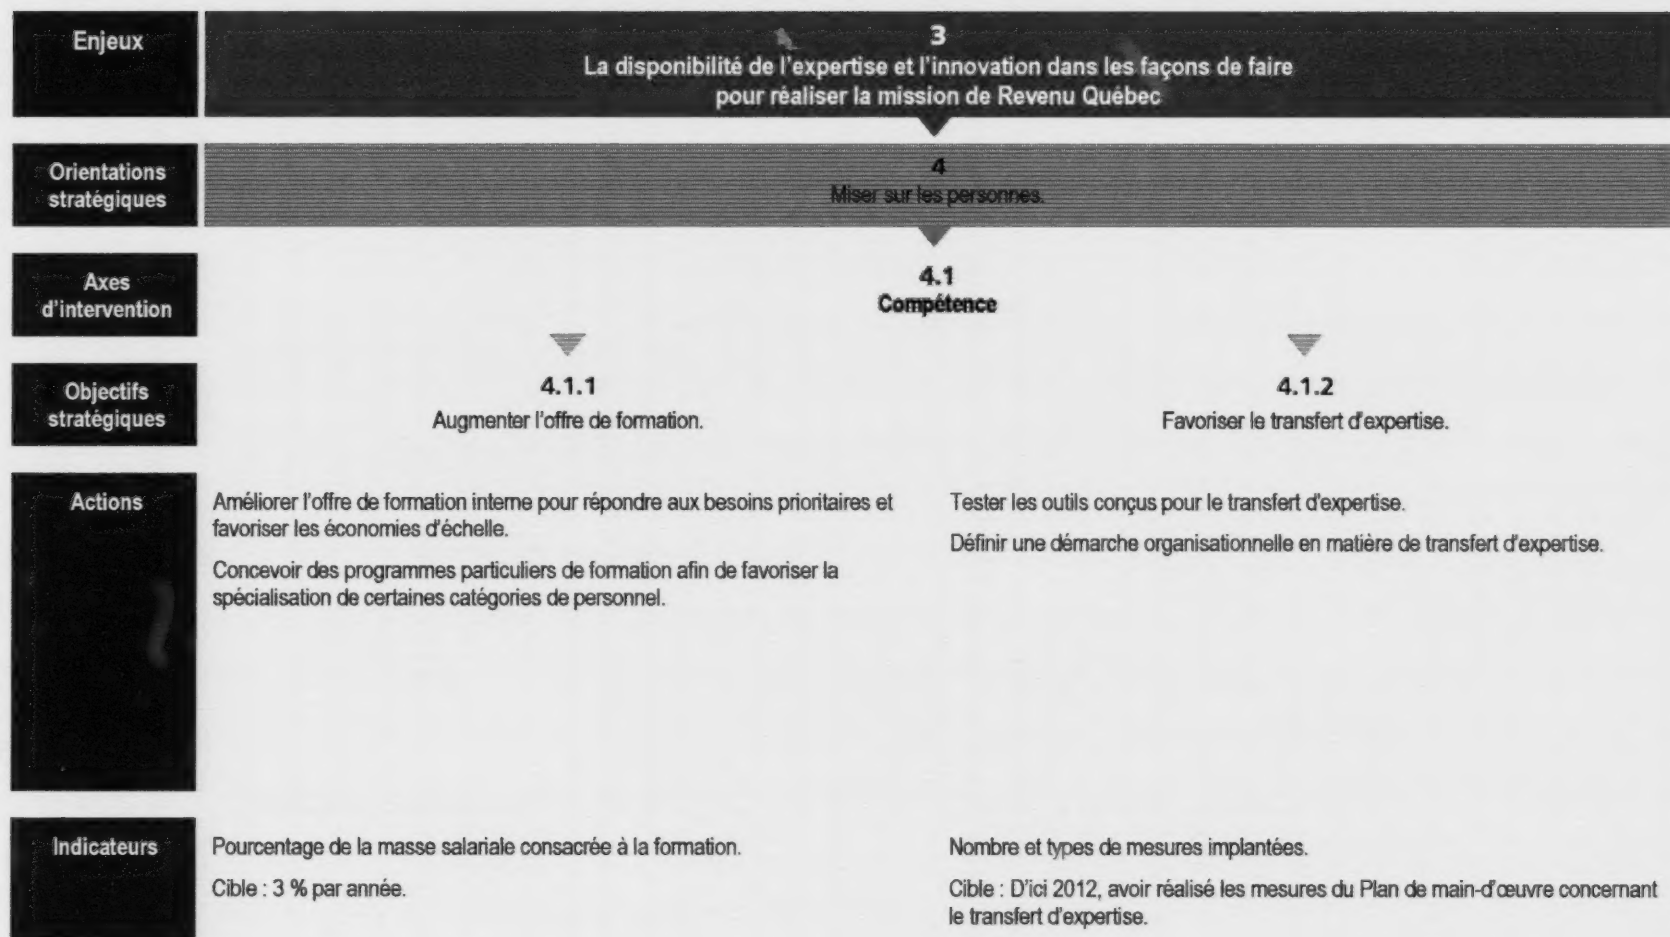 Enjeux
3
La disponibilité de l'expertise et l'innovation dans les façons de faire
pour réaliser la mission de Revenu Québec
Orientations
stratégiques
4
Miser sur les personnes.
Axes
d'intervention
4.1
Compétence
Objectifs
stratégiques
4.1.1
Augmenter l'offre de formation.
4.1.2
Favoriser le transfert d'expertise.
Actions
Améliorer l'offre de formation interne pour répondre aux besoins prioritaires et
favoriser les économies d'échelle.
Concevoir des programmes particuliers de formation afin de favoriser la
spécialisation de certaines catégories de personnel.
Tester les outils conçus pour le transfert d'expertise.
Définir une démarche organisationnelle en matière de transfert d'expertise.
Indicateurs
Pourcentage de la masse salariale consacrée à la formation.
Cible : 3 % par année.
Nombre et types de mesures implantées.
Cible : D'ici 2012, avoir réalisé les mesures du Plan de main-d'œuvre concernant
le transfert d'expertise.